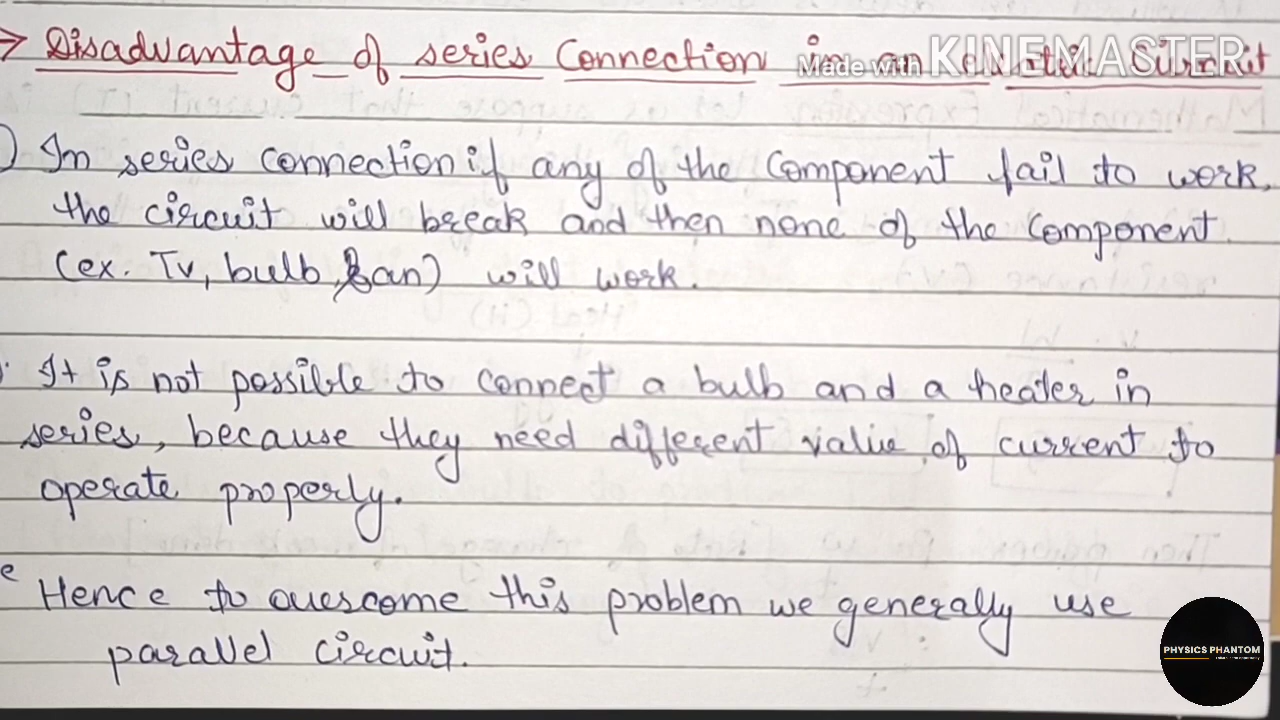 → Disadvantage of series Connection in an Electric Circuit
Made with KINEMASTER
) In series connection if any of the Component fail to work,
the circuit will break and then none of the Component
(ex. Tv, bulb, fan) will work.
It is not possible to connect a bulb and a heater in
series, because they need different value of current to
operate properly.
Hence to overcome this problem we generally use
parallel circuit.
PHYSICS PHANTOM